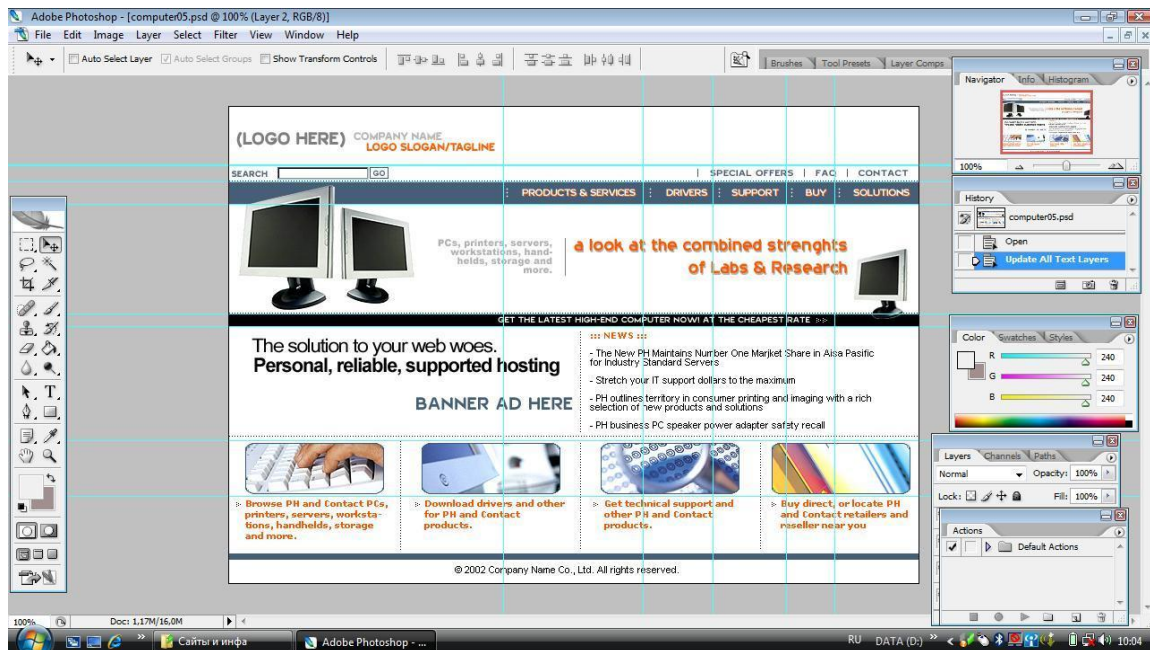 Adobe Photoshop - [computer05.psd @ 100% (Layer 2, RGB/8)]
File Edit Image Layer Select Filter View Window Help
Auto Select Layer Auto Select Groups Show Transform Controls
Brushes Tool Presets Layer Comps
Navigator Info Histogram
100%
History
computer05.psd
Open
Update All Text Layers
Color Swatches Styles
R 240
G 240
B 240
Layers Channels Paths
Normal Opacity: 100%
Lock: Fill: 100%
Actions
Default Actions
(LOGO HERE) COMPANY NAME
LOGO SLOGAN/TAGLINE
SEARCH GO
| SPECIAL OFFERS | FAQ | CONTACT
PRODUCTS & SERVICES DRIVERS SUPPORT BUY SOLUTIONS
PCs, printers, servers,
workstations, hand-
helds, storage and
more.
a look at the combined strenghts
of Labs & Research
GET THE LATEST HIGH-END COMPUTER NOW! AT THE CHEAPEST RATE >>
The solution to your web woes.
Personal, reliable, supported hosting
BANNER AD HERE
::: NEWS :::
- The New PH Maintains Number One Marjket Share in Aisa Pasific
for Industry Standard Servers
- Stretch your IT support dollars to the maximum
- PH outlines territory in consumer printing and imaging with a rich
selection of new products and solutions
- PH business PC speaker power adapter safety recall
Browse PH and Contact PCs,
printers, servers, worksta-
tions, handhelds, storage
and more.
Download drivers and other
for PH and Contact
products.
Get technical support and
other PH and Contact
products.
Buy direct, or locate PH
and Contact retailers and
reseller near you
© 2002 Company Name Co., Ltd. All rights reserved.
100% Doc: 1,17M/16,0M
Сайты и инфа
Adobe Photoshop - ...
RU DATA (D:) 10:04